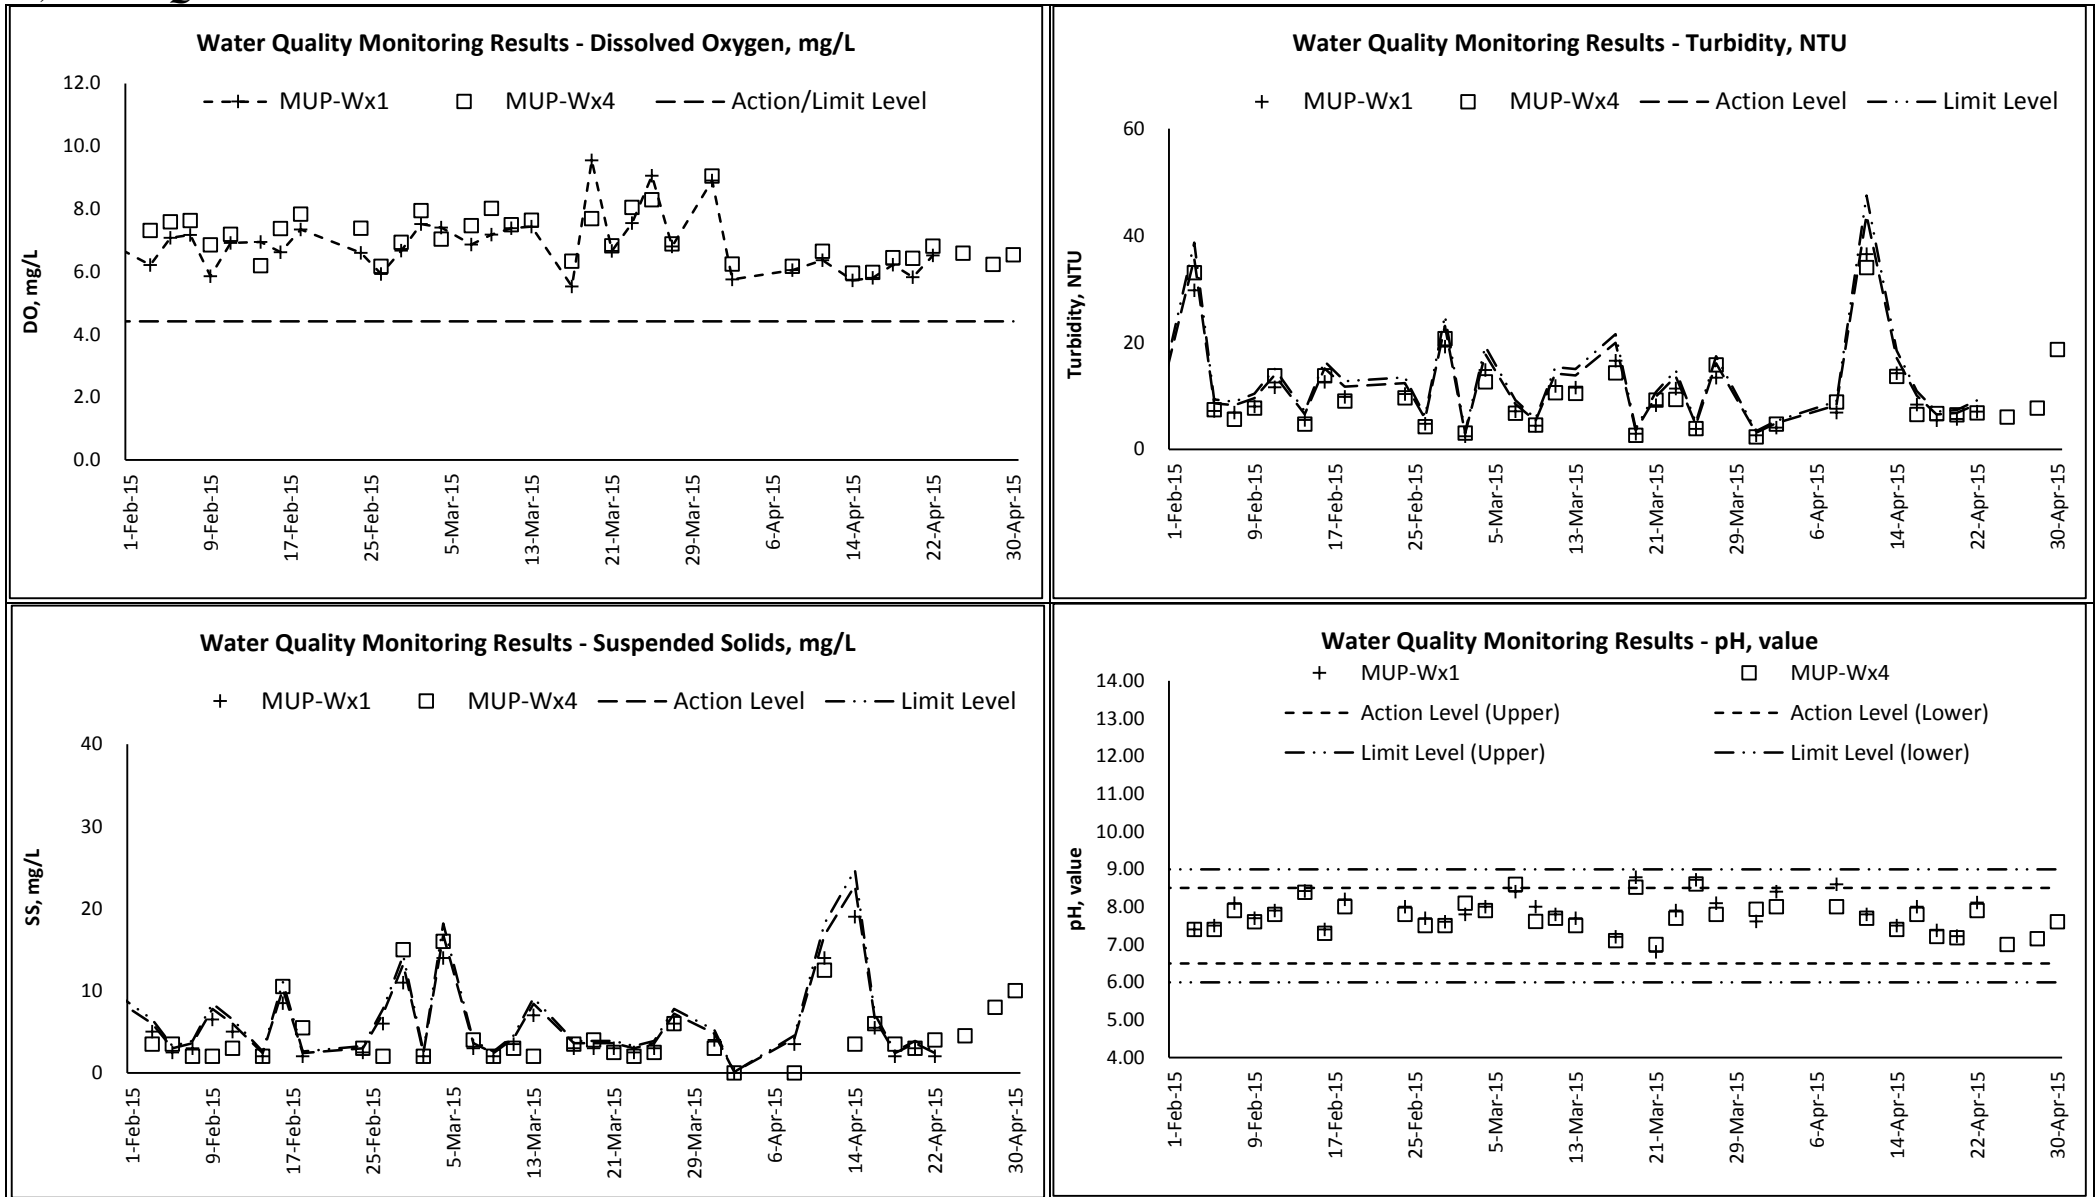 Water Quality Monitoring Results - Dissolved Oxygen, mg/L
MUP-Wx1 MUP-Wx4 Action/Limit Level
12.0
10.0
8.0
6.0
4.0
2.0
0.0
DO, mg/L
1-Feb-15
9-Feb-15
17-Feb-15
25-Feb-15
5-Mar-15
13-Mar-15
21-Mar-15
29-Mar-15
6-Apr-15
14-Apr-15
22-Apr-15
30-Apr-15
Water Quality Monitoring Results - Turbidity, NTU
MUP-Wx1 MUP-Wx4 Action Level Limit Level
60
40
20
0
Turbidity, NTU
1-Feb-15
9-Feb-15
17-Feb-15
25-Feb-15
5-Mar-15
13-Mar-15
21-Mar-15
29-Mar-15
6-Apr-15
14-Apr-15
22-Apr-15
30-Apr-15
Water Quality Monitoring Results - Suspended Solids, mg/L
MUP-Wx1 MUP-Wx4 Action Level Limit Level
40
30
20
10
0
SS, mg/L
1-Feb-15
9-Feb-15
17-Feb-15
25-Feb-15
5-Mar-15
13-Mar-15
21-Mar-15
29-Mar-15
6-Apr-15
14-Apr-15
22-Apr-15
30-Apr-15
Water Quality Monitoring Results - pH, value
MUP-Wx1 MUP-Wx4
Action Level (Upper) Action Level (Lower)
Limit Level (Upper) Limit Level (lower)
14.00
13.00
12.00
11.00
10.00
9.00
8.00
7.00
6.00
5.00
4.00
pH, value
1-Feb-15
9-Feb-15
17-Feb-15
25-Feb-15
5-Mar-15
13-Mar-15
21-Mar-15
29-Mar-15
6-Apr-15
14-Apr-15
22-Apr-15
30-Apr-15